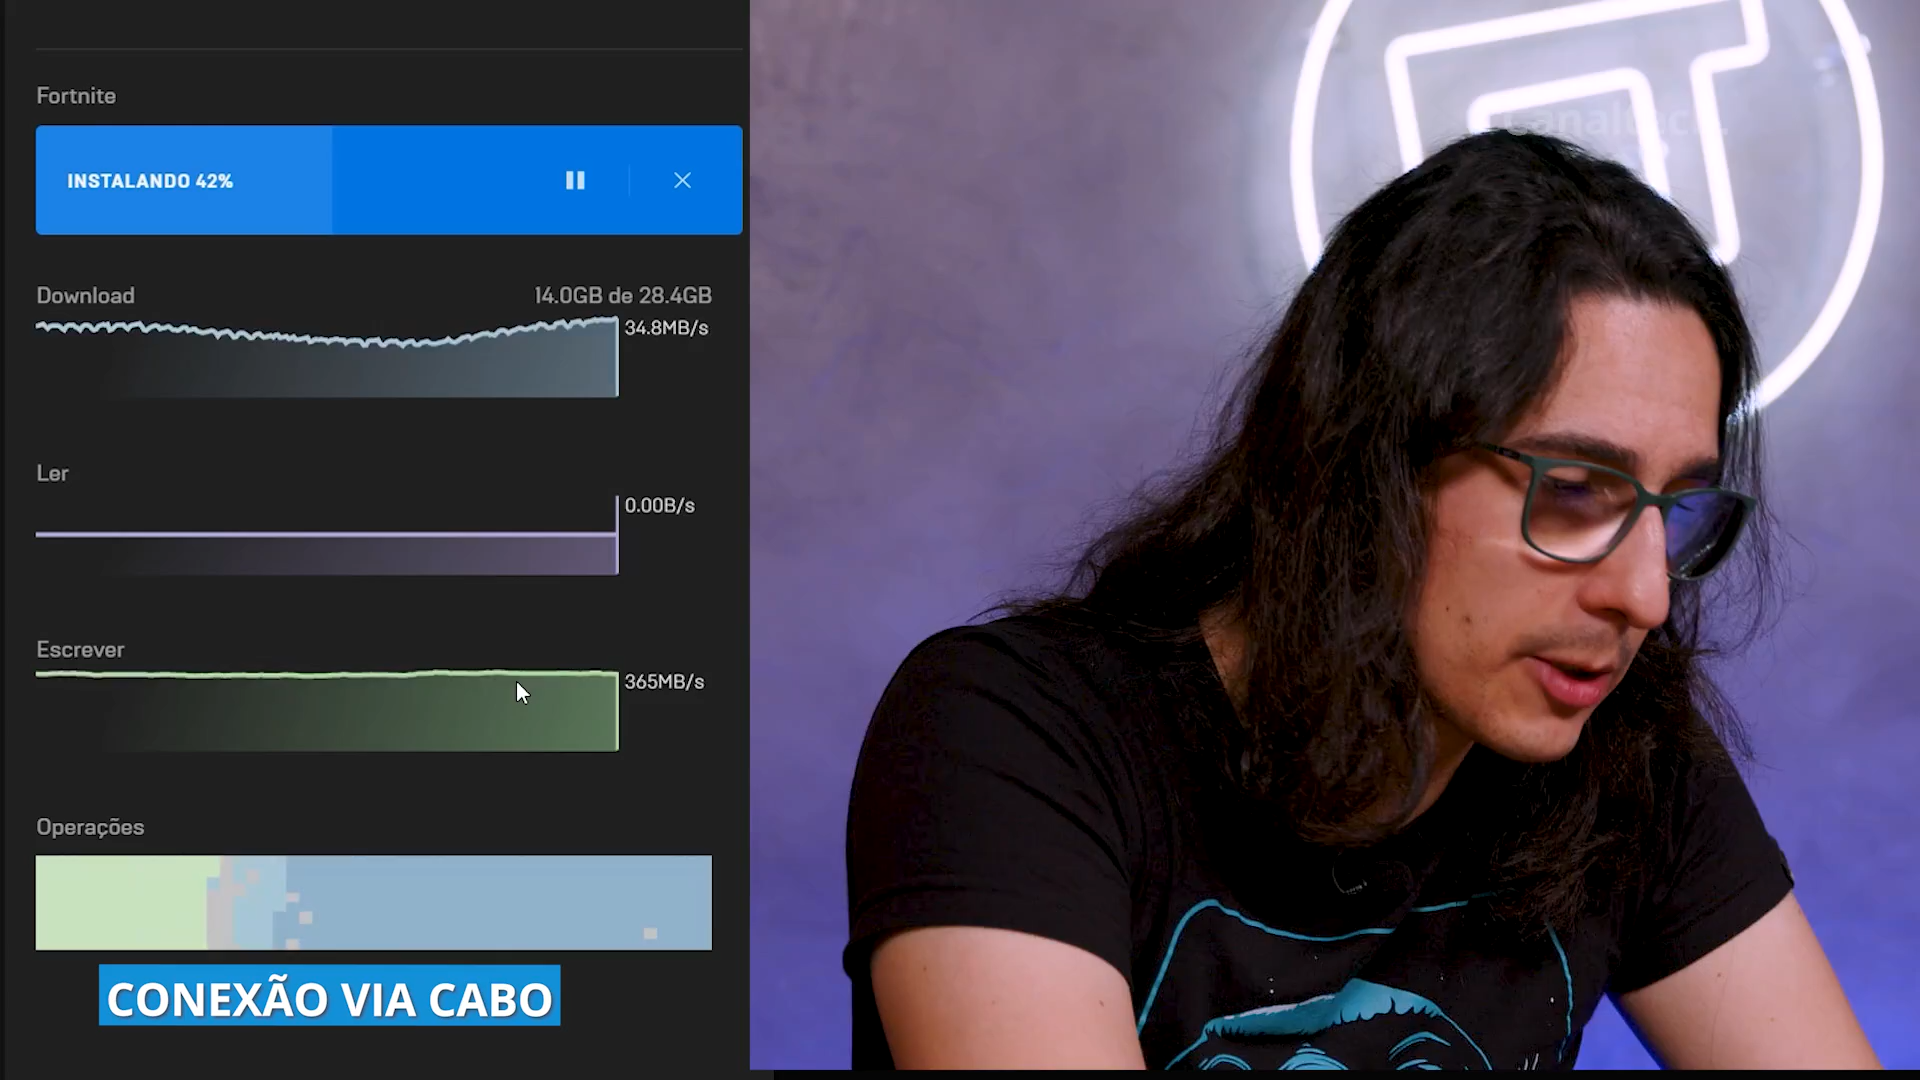 Fortnite
INSTALANDO 42%
Download 14.0GB de 28.4GB
34.8MB/s
Ler
0.00B/s
Escrever
365MB/s
Operações
CONEXÃO VIA CABO
Canaltech